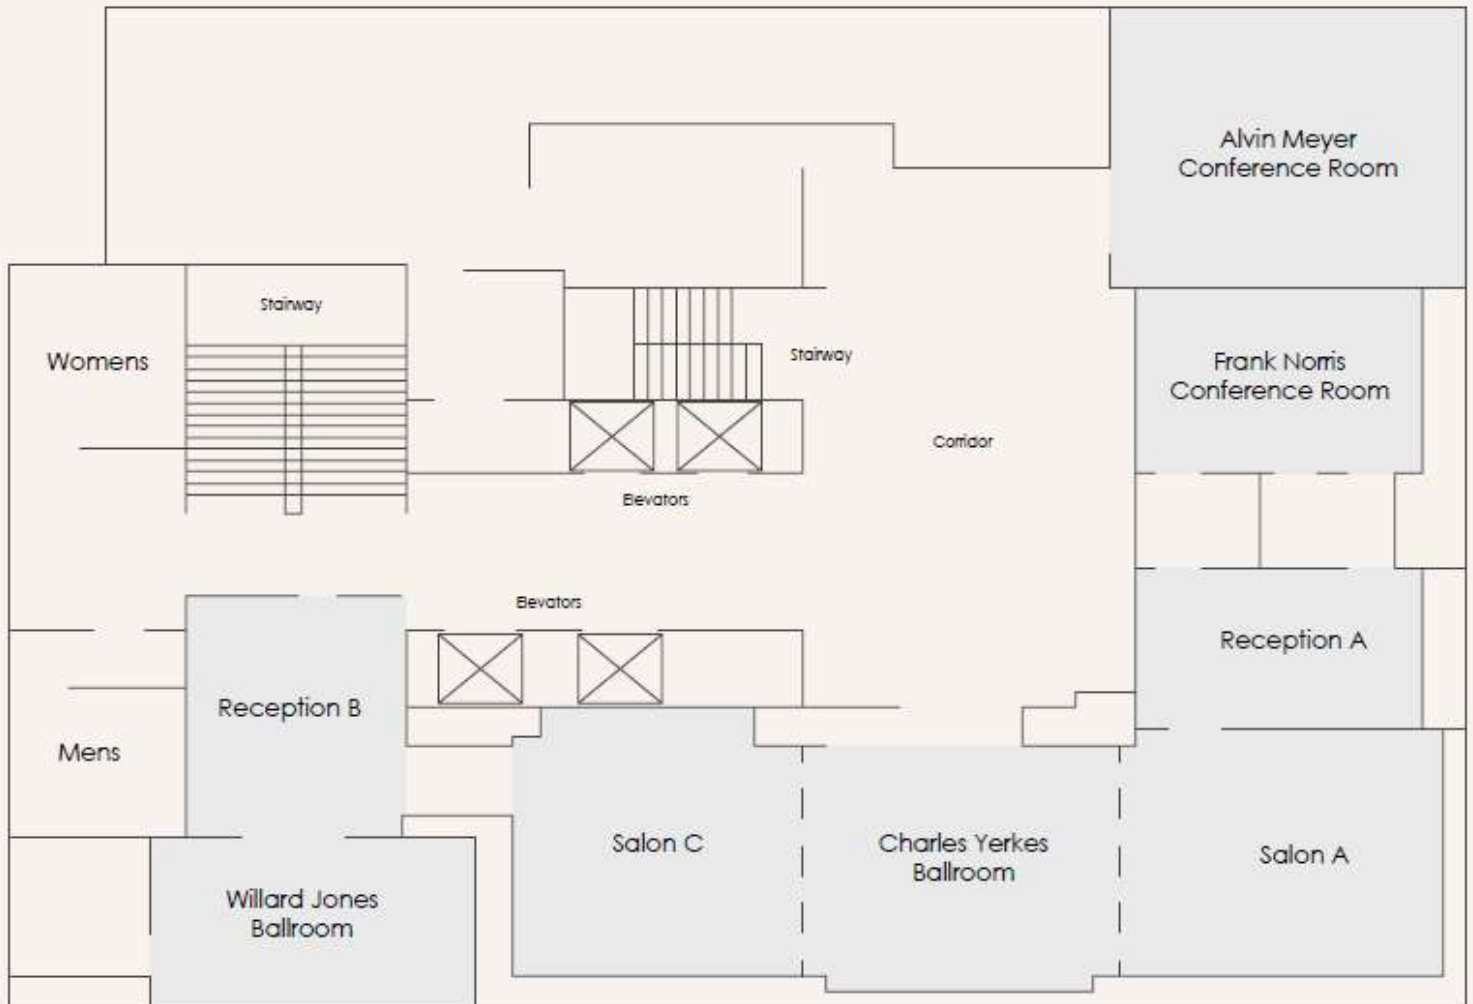 Alvin Meyer
Conference Room
Stairway
Womens
Stairway
Frank Norris
Conference Room
Corridor
Elevators
Elevators
Reception A
Reception B
Mens
Salon C
Charles Yerkes
Ballroom
Salon A
Willard Jones
Ballroom